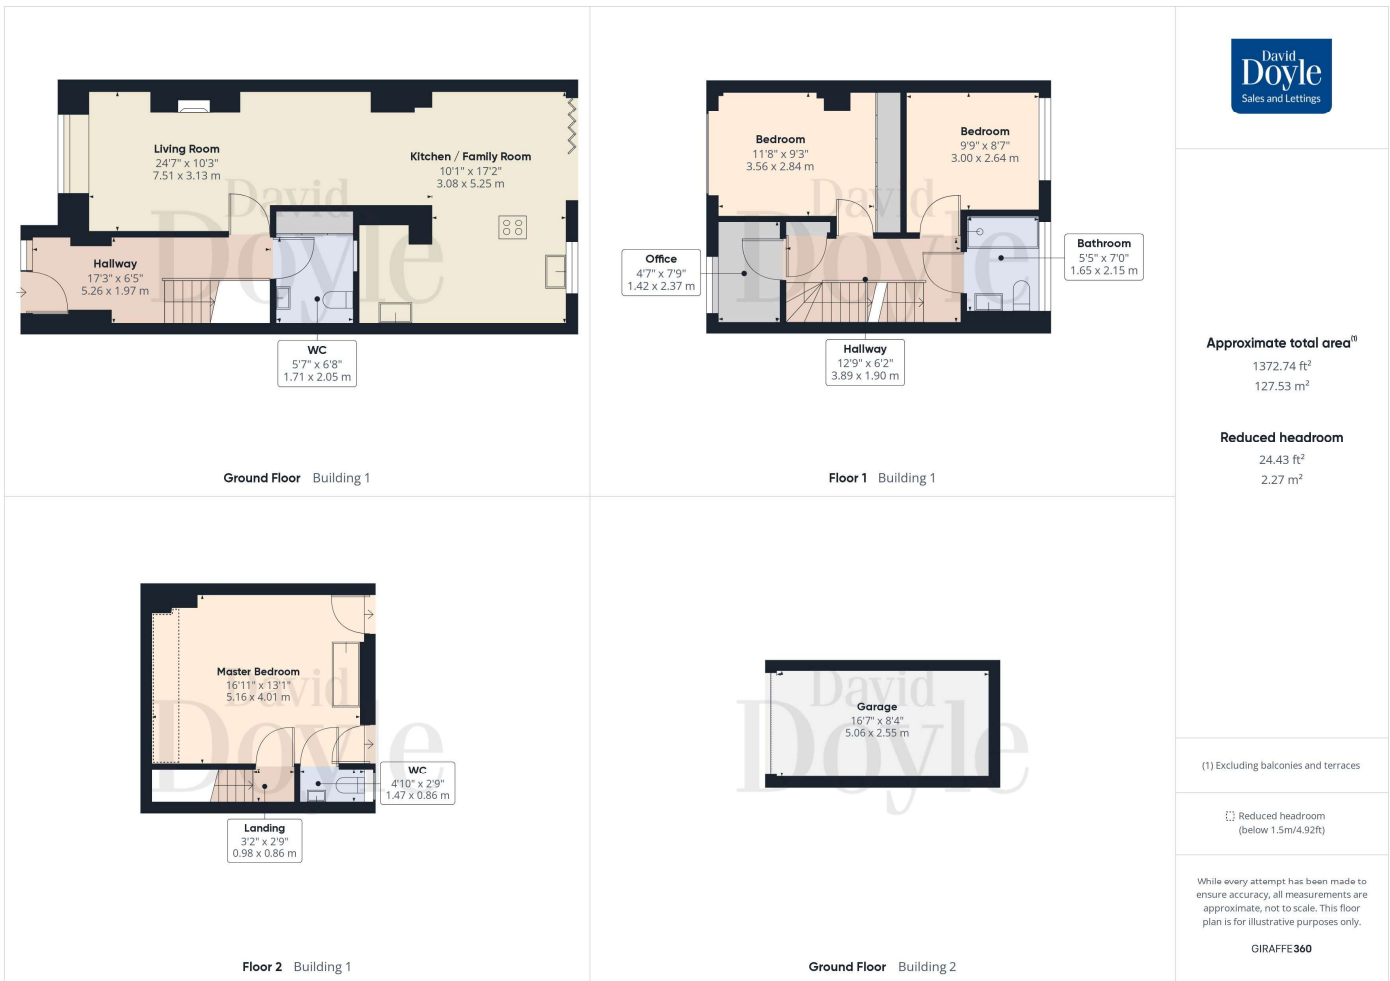 Living Room
24'7" x 10'3"
7.51 x 3.13 m
Kitchen / Family Room
10'1" x 17'2"
3.08 x 5.25 m
Hallway
17'3" x 6'5"
5.26 x 1.97 m
WC
5'7" x 6'8"
1.71 x 2.05 m
David
Doyle
Ground Floor Building 1
Bedroom
11'8" x 9'3"
3.56 x 2.84 m
Bedroom
9'9" x 8'7"
3.00 x 2.64 m
Office
4'7" x 7'9"
1.42 x 2.37 m
Bathroom
5'5" x 7'0"
1.65 x 2.15 m
Hallway
12'9" x 6'2"
3.89 x 1.90 m
David
Doyle
Floor 1 Building 1
Master Bedroom
16'11" x 13'1"
5.16 x 4.01 m
WC
4'10" x 2'9"
1.47 x 0.86 m
Landing
3'2" x 2'9"
0.98 x 0.86 m
David
Doyle
Floor 2 Building 1
Garage
16'7" x 8'4"
5.06 x 2.55 m
David
Doyle
Ground Floor Building 2
David
Doyle
Sales and Lettings
Approximate total area(1)
1372.74 ft²
127.53 m²
Reduced headroom
24.43 ft²
2.27 m²
(1) Excluding balconies and terraces
Reduced headroom
(below 1.5m/4.92ft)
While every attempt has been made to
ensure accuracy, all measurements are
approximate, not to scale. This floor
plan is for illustrative purposes only.
GIRAFFE360